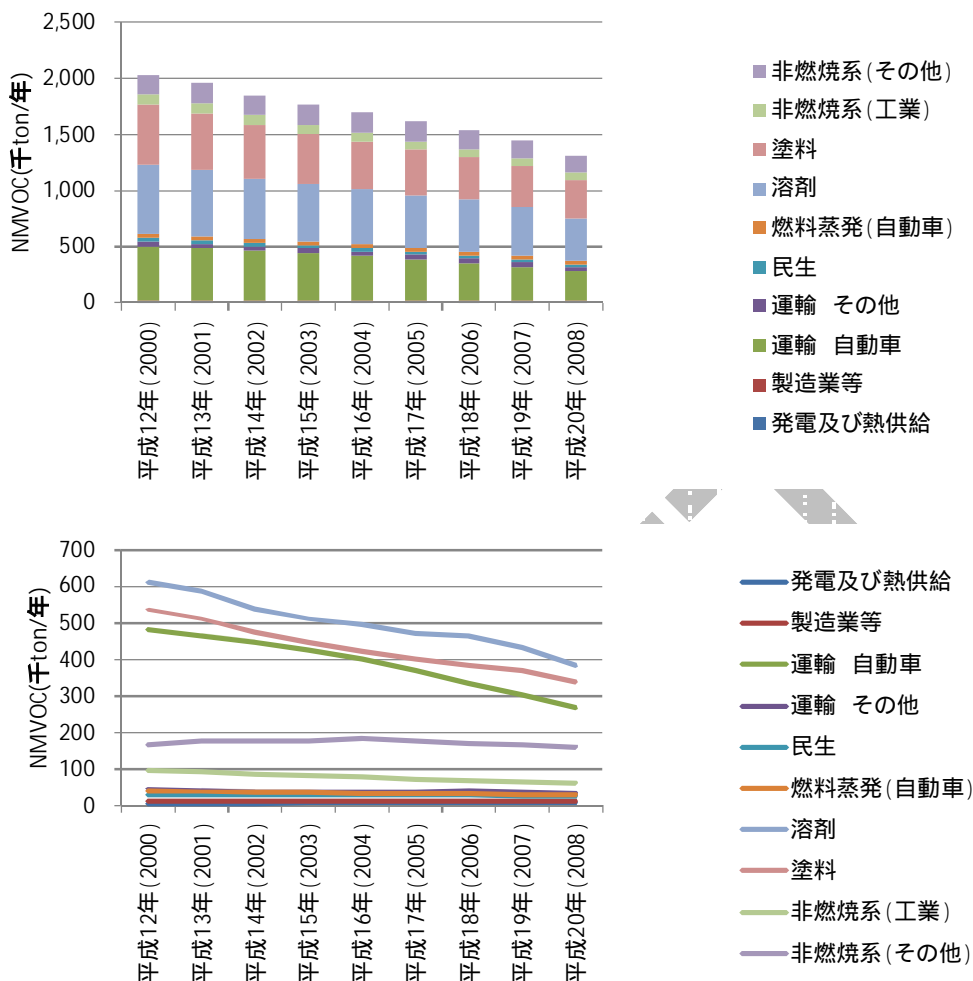 2,500
2,000
1,500
1,000
500
0
NMVOC(千ton/年)
平成12年(2000)
平成13年(2001)
平成14年(2002)
平成15年(2003)
平成16年(2004)
平成17年(2005)
平成18年(2006)
平成19年(2007)
平成20年(2008)
非燃焼系(その他)
非燃焼系(工業)
塗料
溶剤
燃料蒸発(自動車)
民生
運輸 その他
運輸 自動車
製造業等
発電及び熱供給
700
600
500
400
300
200
100
0
NMVOC(千ton/年)
平成12年(2000)
平成13年(2001)
平成14年(2002)
平成15年(2003)
平成16年(2004)
平成17年(2005)
平成18年(2006)
平成19年(2007)
平成20年(2008)
発電及び熱供給
製造業等
運輸 自動車
運輸 その他
民生
燃料蒸発(自動車)
溶剤
塗料
非燃焼系(工業)
非燃焼系(その他)